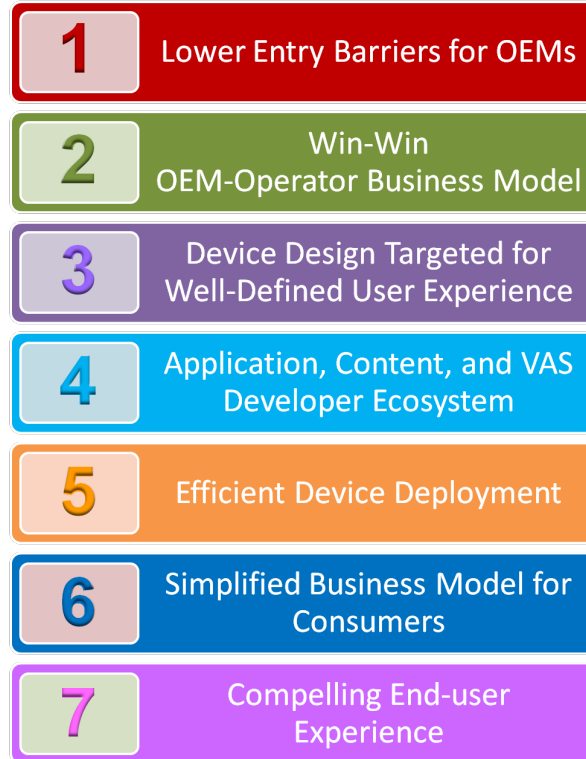 1
Lower Entry Barriers for OEMs
2
Win-Win
OEM-Operator Business Model
3
Device Design Targeted for
Well-Defined User Experience
4
Application, Content, and VAS
Developer Ecosystem
5
Efficient Device Deployment
6
Simplified Business Model for
Consumers
7
Compelling End-user
Experience